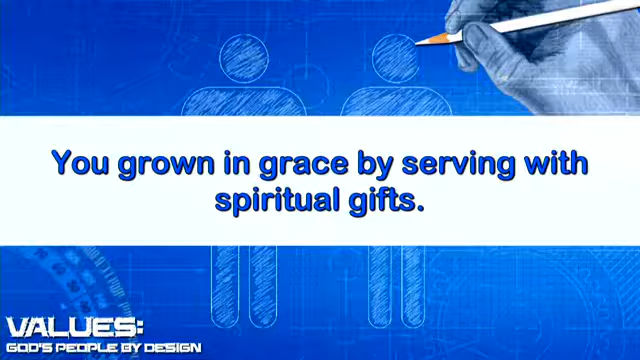 You grown in grace by serving with
spiritual gifts.
VALUES:
GOD'S PEOPLE BY DESIGN